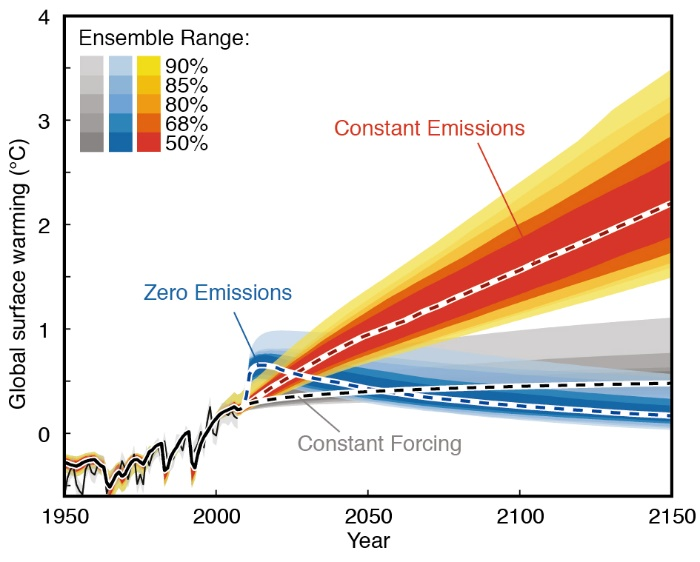 Ensemble Range:
90%
85%
80%
68%
50%
Constant Emissions
Zero Emissions
Constant Forcing
Global surface warming (°C)
4
3
2
1
0
1950
2000
2050
2100
2150
Year